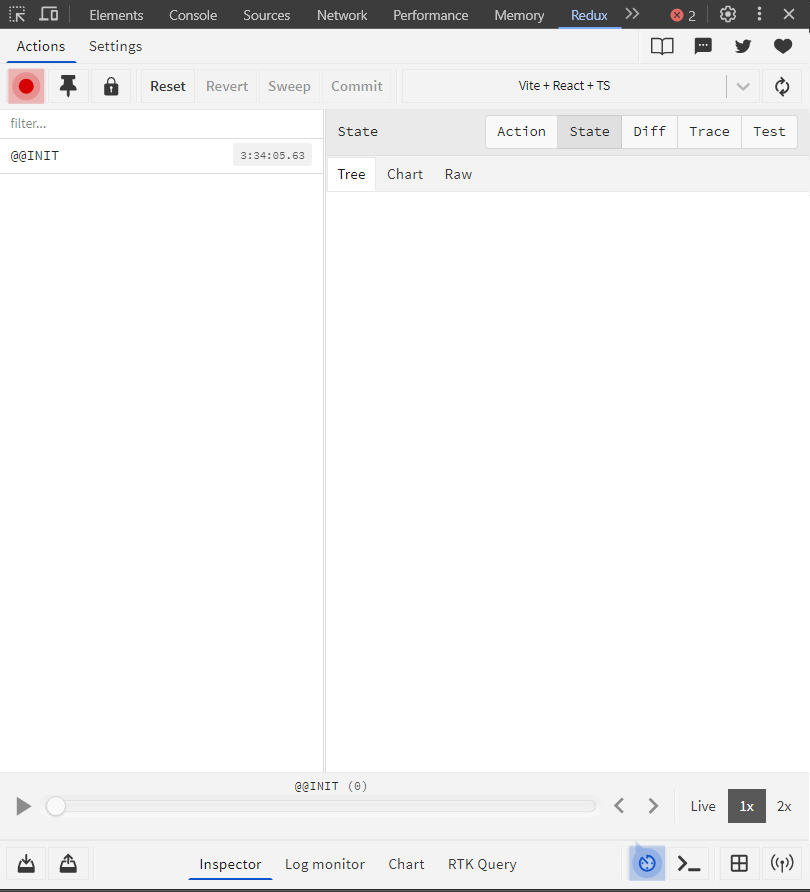 Elements Console Sources Network Performance Memory Redux 2
Actions Settings
Reset Revert Sweep Commit Vite + React + TS
filter...
State Action State Diff Trace Test
@@INIT 3:34:05.63
Tree Chart Raw
@@INIT (0)
Live 1x 2x
Inspector Log monitor Chart RTK Query